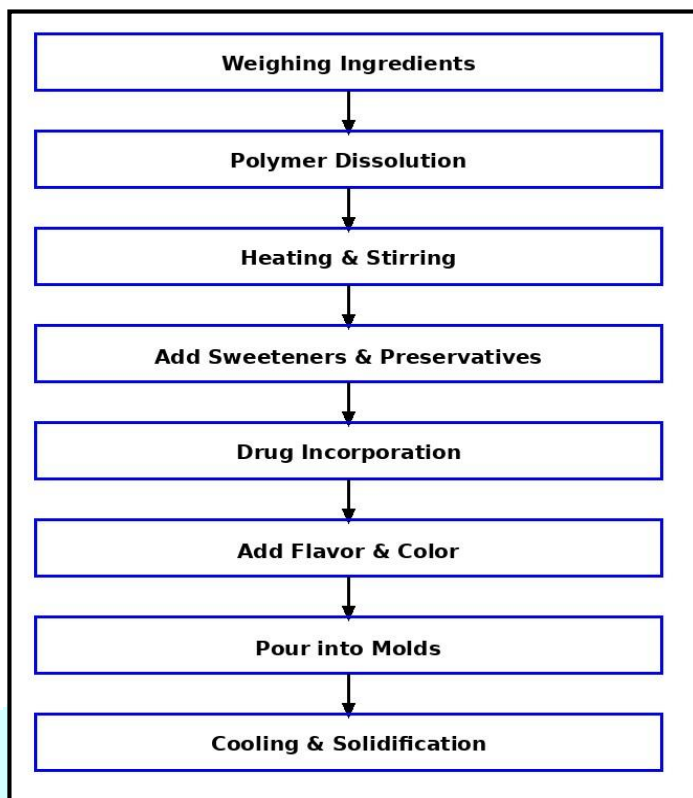 Weighing Ingredients
Polymer Dissolution
Heating & Stirring
Add Sweeteners & Preservatives
Drug Incorporation
Add Flavor & Color
Pour into Molds
Cooling & Solidification